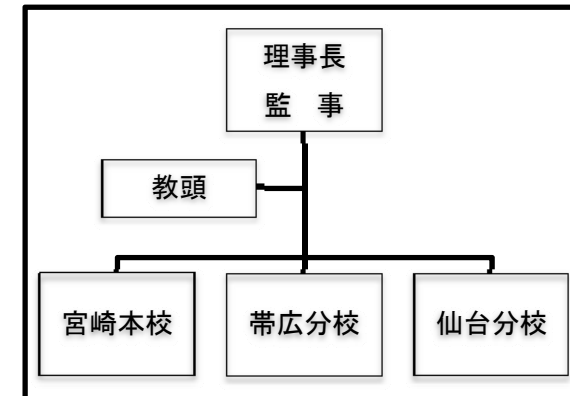 理事長
監　事
教頭
宮崎本校
帯広分校
仙台分校